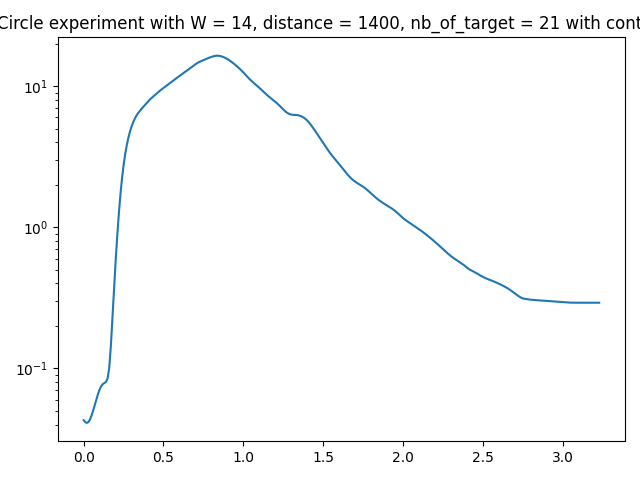 Circle experiment with W = 14, distance = 1400, nb_of_target = 21 with cont
10¹
10⁰
10⁻¹
0.0 0.5 1.0 1.5 2.0 2.5 3.0